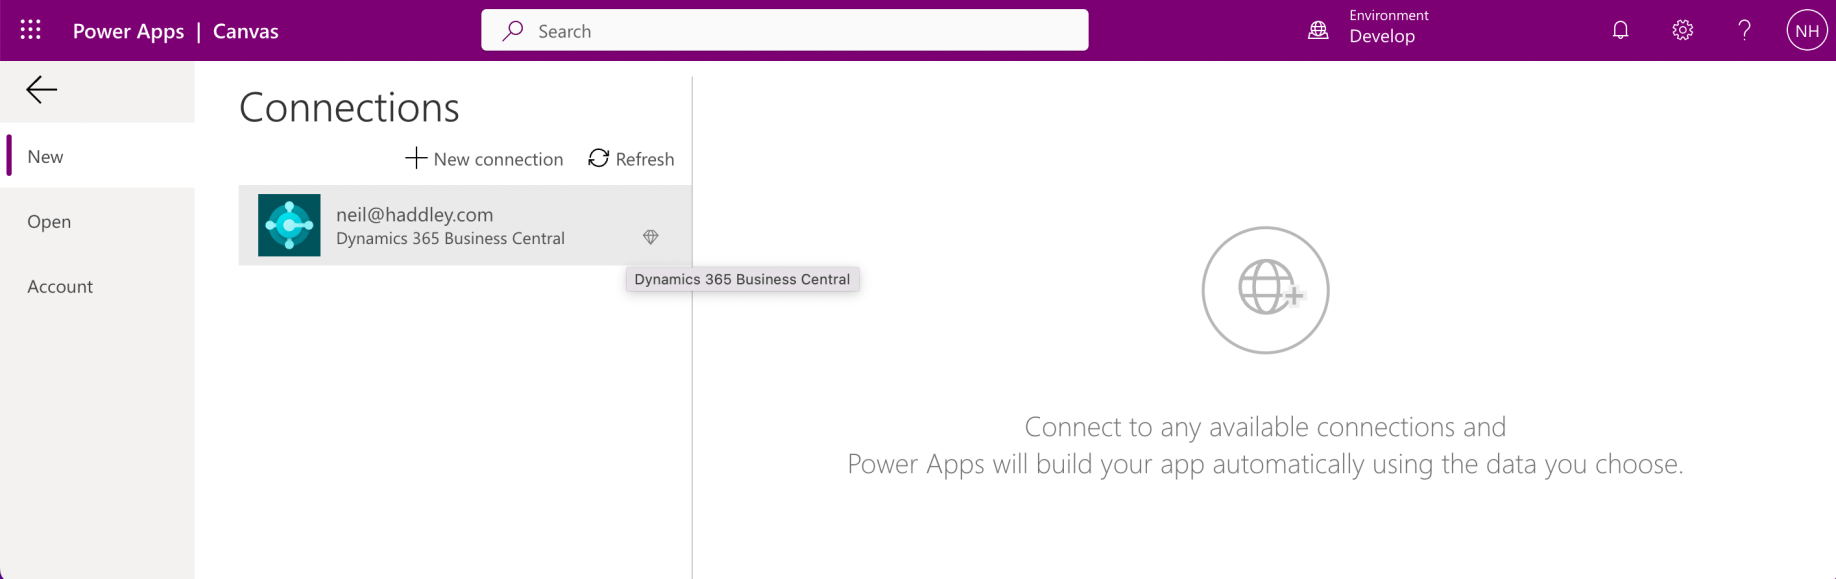 Power Apps | Canvas
Search
Environment
Develop
NH
New
Open
Account
Connections
New connection
Refresh
neil@haddley.com
Dynamics 365 Business Central
Dynamics 365 Business Central
Connect to any available connections and
Power Apps will build your app automatically using the data you choose.